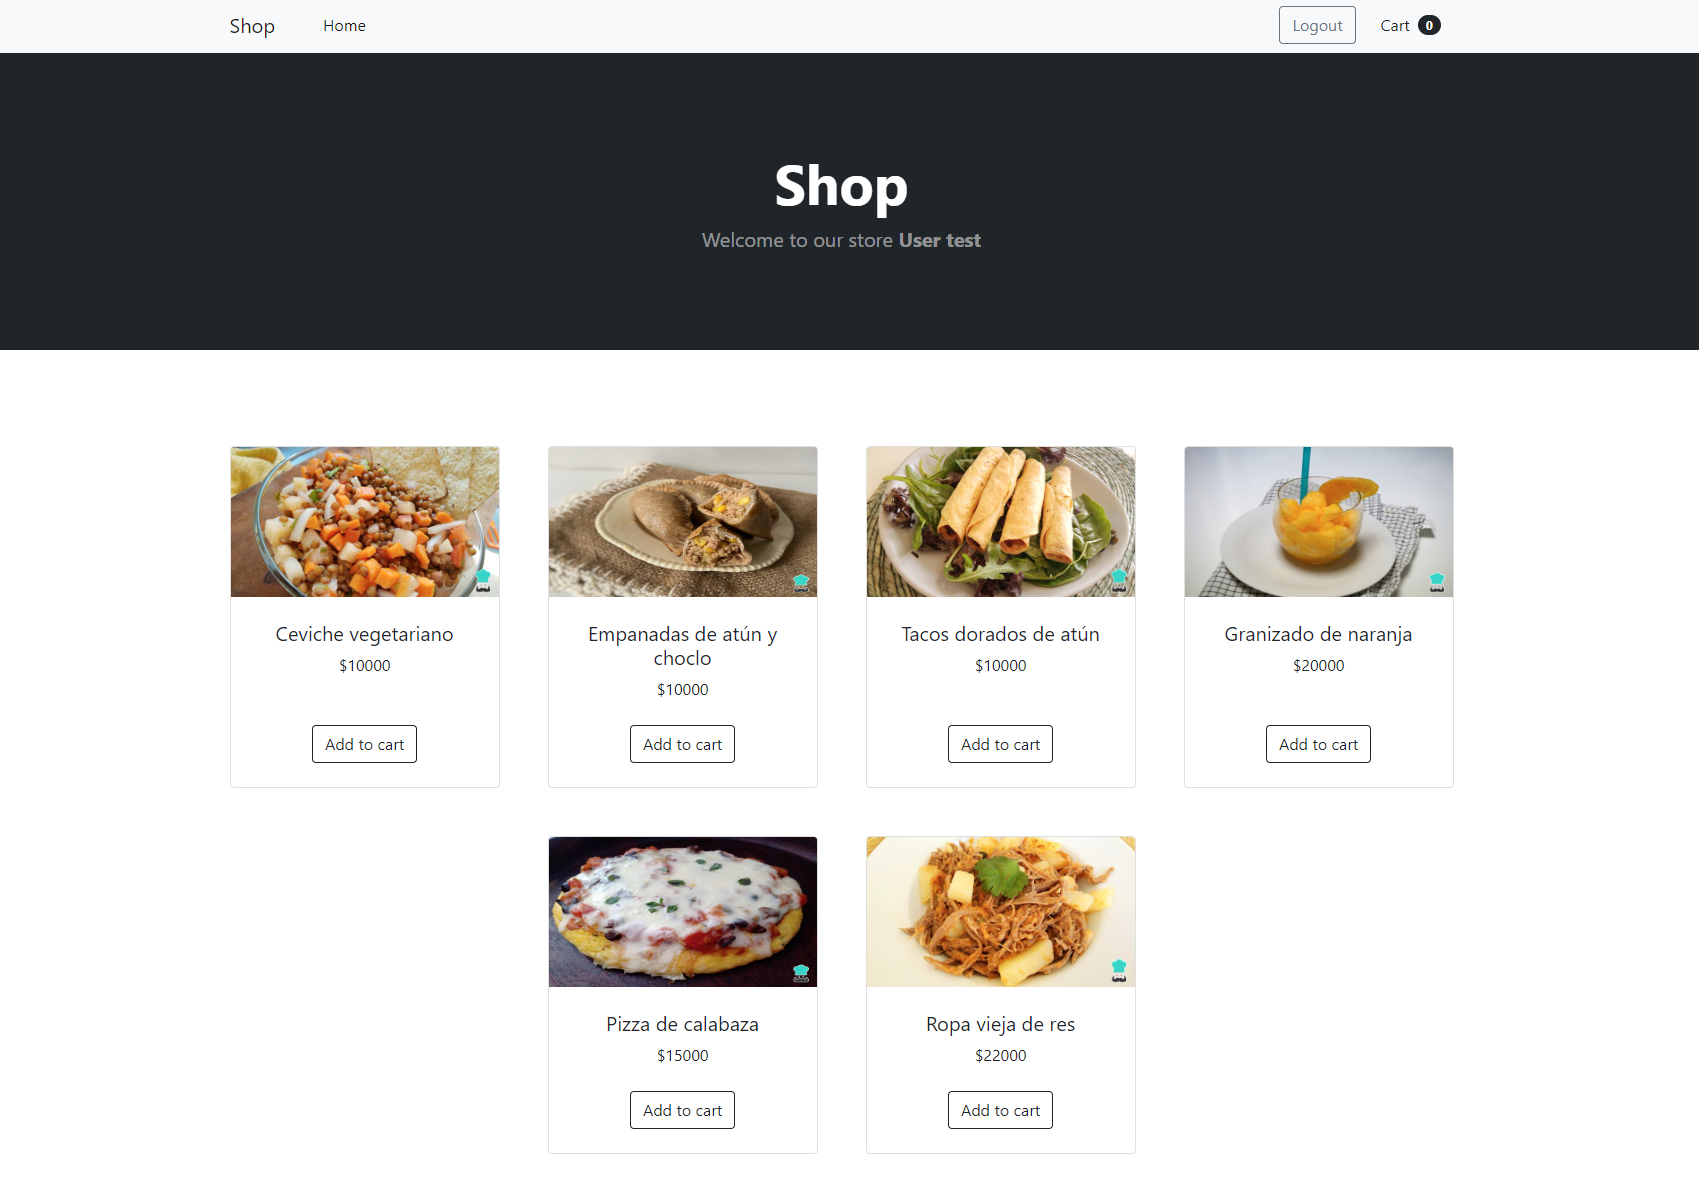 Shop
Home
Logout
Cart 0
Shop
Welcome to our store User test
Ceviche vegetariano
$10000
Add to cart
Empanadas de atún y
choclo
$10000
Add to cart
Tacos dorados de atún
$10000
Add to cart
Granizado de naranja
$20000
Add to cart
Pizza de calabaza
$15000
Add to cart
Ropa vieja de res
$22000
Add to cart